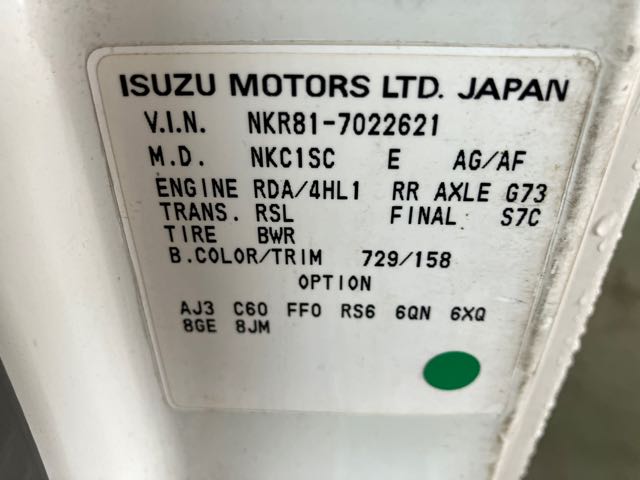 ISUZU MOTORS LTD. JAPAN
V.I.N. NKR81-7022621
M.D. NKC1SC E AG/AF
ENGINE RDA/4HL1 RR AXLE G73
TRANS. RSL FINAL S7C
TIRE BWR
B.COLOR/TRIM 729/158
OPTION
AJ3 C60 FF0 RS6 6QN 6XQ
8GE 8JM